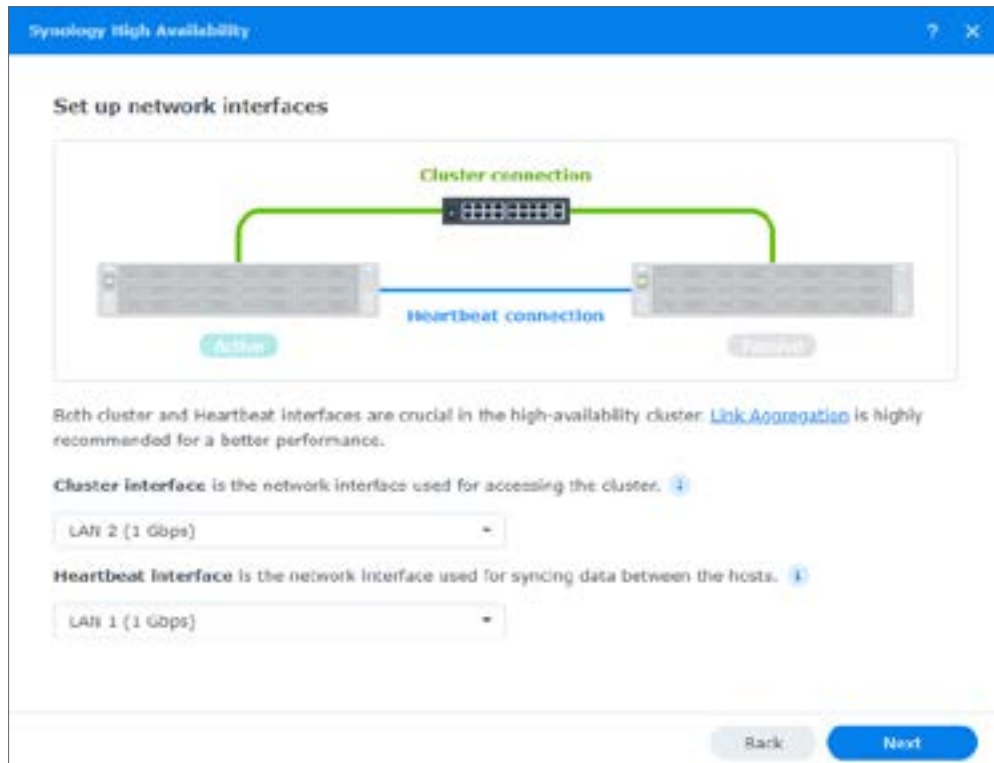 Synology High Availability
?
Set up network interfaces
Cluster connection
Heartbeat connection
Active
Passive
Both cluster and Heartbeat interfaces are crucial in the high-availability cluster. Link Aggregation is highly
recommended for a better performance.
Cluster interface is the network interface used for accessing the cluster. i
LAN 2 (1 Gbps)
Heartbeat interface is the network interface used for syncing data between the hosts. i
LAN 1 (1 Gbps)
Back
Next